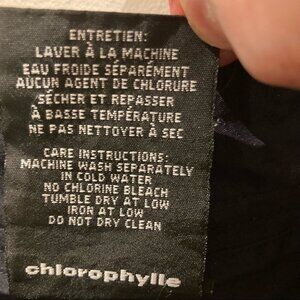 ENTRETIEN:
LAVER À LA MACHINE
EAU FROIDE SÉPARÉMENT
AUCUN AGENT DE CHLORURE
SÉCHER ET REPASSER
À BASSE TEMPÉRATURE
NE PAS NETTOYER À SEC
CARE INSTRUCTIONS:
MACHINE WASH SEPARATELY
IN COLD WATER
NO CHLORINE BLEACH
TUMBLE DRY AT LOW
IRON AT LOW
DO NOT DRY CLEAN
chlorophylle